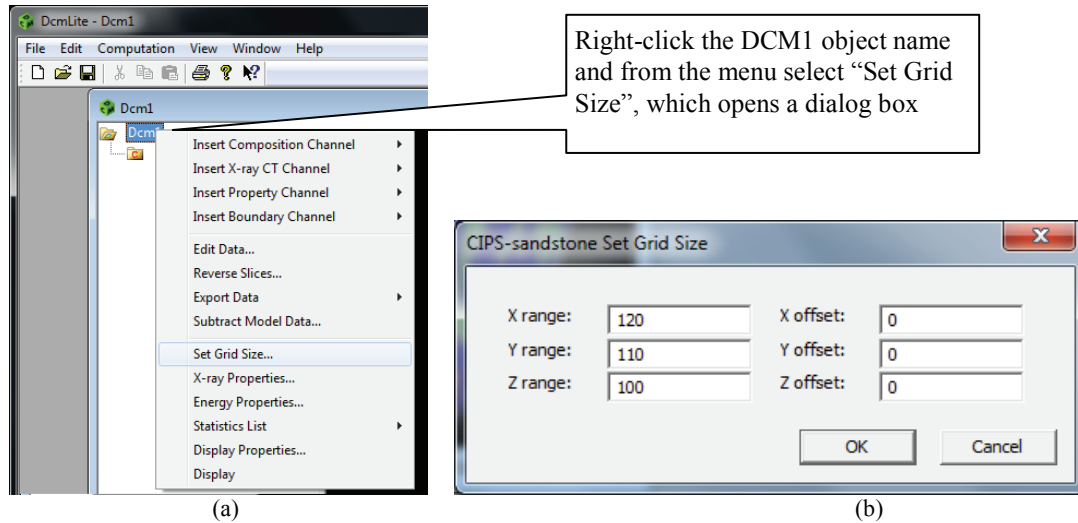 DcmLite - Dcm1
File Edit Computation View Window Help
Dcm1
Dcm1
Right-click the DCM1 object name
and from the menu select “Set Grid
Size”, which opens a dialog box
Insert Composition Channel
Insert X-ray CT Channel
Insert Property Channel
Insert Boundary Channel
Edit Data...
Reverse Slices...
Export Data
Subtract Model Data...
Set Grid Size...
X-ray Properties...
Energy Properties...
Statistics List
Display Properties...
Display
(a)
CIPS-sandstone Set Grid Size
X range: 120 X offset: 0
Y range: 110 Y offset: 0
Z range: 100 Z offset: 0
OK Cancel
(b)